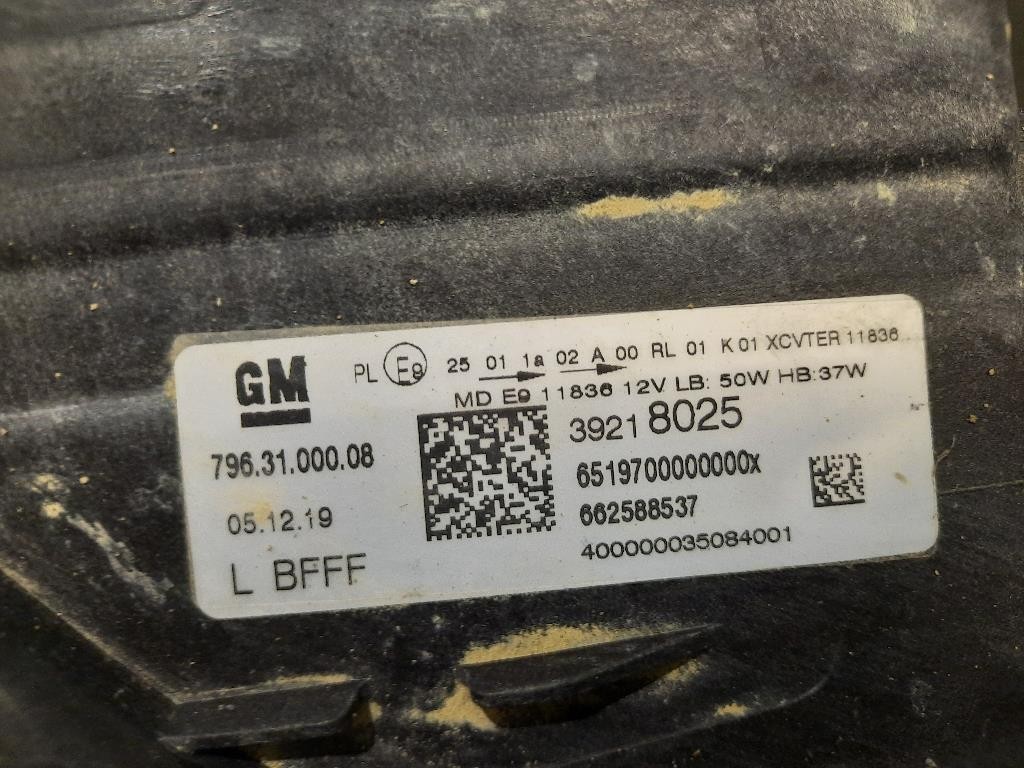 GM
PL E9 25 01 1a 02 A 00 RL 01 K 01 XCVTER 11836
MD E9 11836 12V LB: 50W HB:37W
39218025
796.31.000.08
6519700000000X
05.12.19
662588537
L BFFF
400000035084001